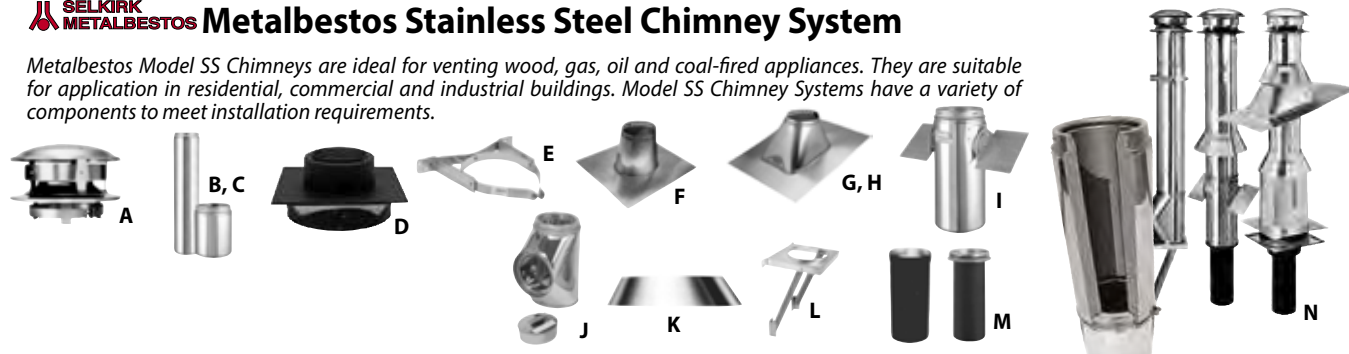 SELKIRK
METALBESTOS
Metalbestos Stainless Steel Chimney System
Metalbestos Model SS Chimneys are ideal for venting wood, gas, oil and coal-fired appliances. They are suitable
for application in residential, commercial and industrial buildings. Model SS Chimney Systems have a variety of
components to meet installation requirements.
A
B, C
D
E
F
G, H
I
J
K
L
M
N